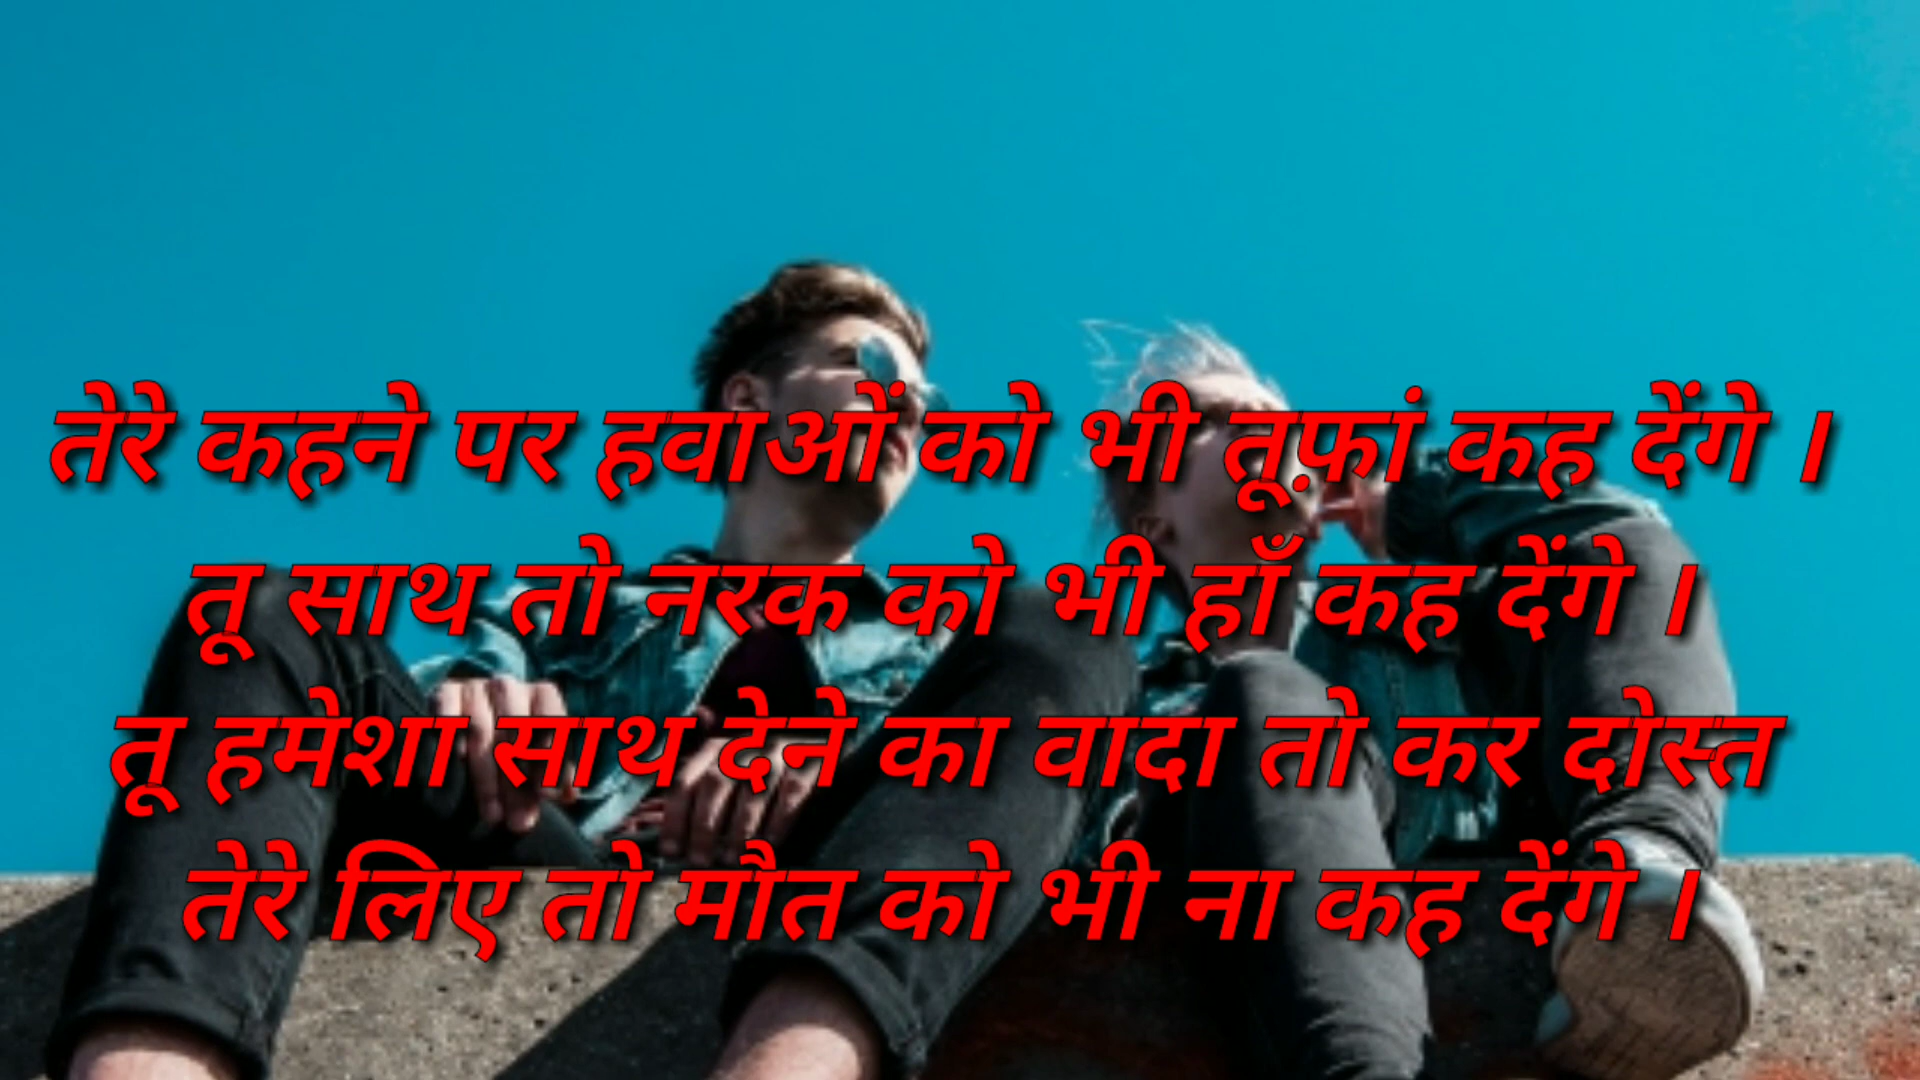 तेरे कहने पर हवाओं को भी तूफ़ां कह देंगे ।
तू साथ तो नरक को भी हाँ कह देंगे ।
तू हमेशा साथ देने का वादा तो कर दोस्त
तेरे लिए तो मौत को भी ना कह देंगे ।